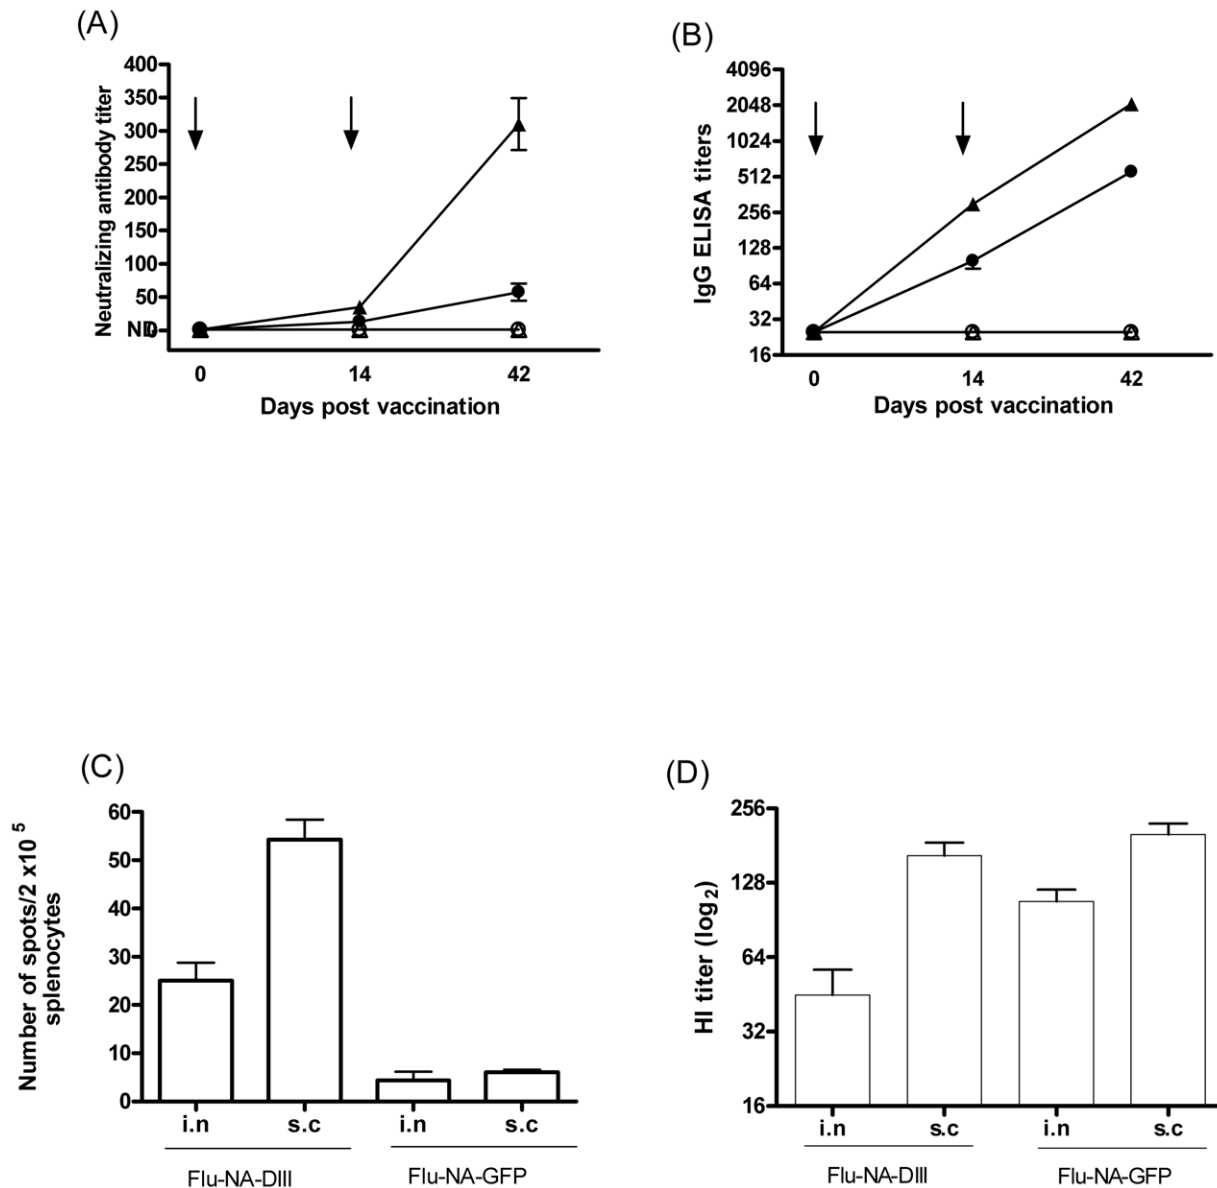 (A)
Neutralizing antibody titer
400
350
300
250
200
150
100
50
0
ND
0 14 42
Days post vaccination
(B)
IgG ELISA titers
4096
2048
1024
512
256
128
64
32
16
0 14 42
Days post vaccination
(C)
Number of spots/2 x10 5
splenocytes
60
50
40
30
20
10
0
i.n s.c i.n s.c
Flu-NA-DIII Flu-NA-GFP
(D)
HI titer (log2)
256
128
64
32
16
i.n s.c i.n s.c
Flu-NA-DIII Flu-NA-GFP